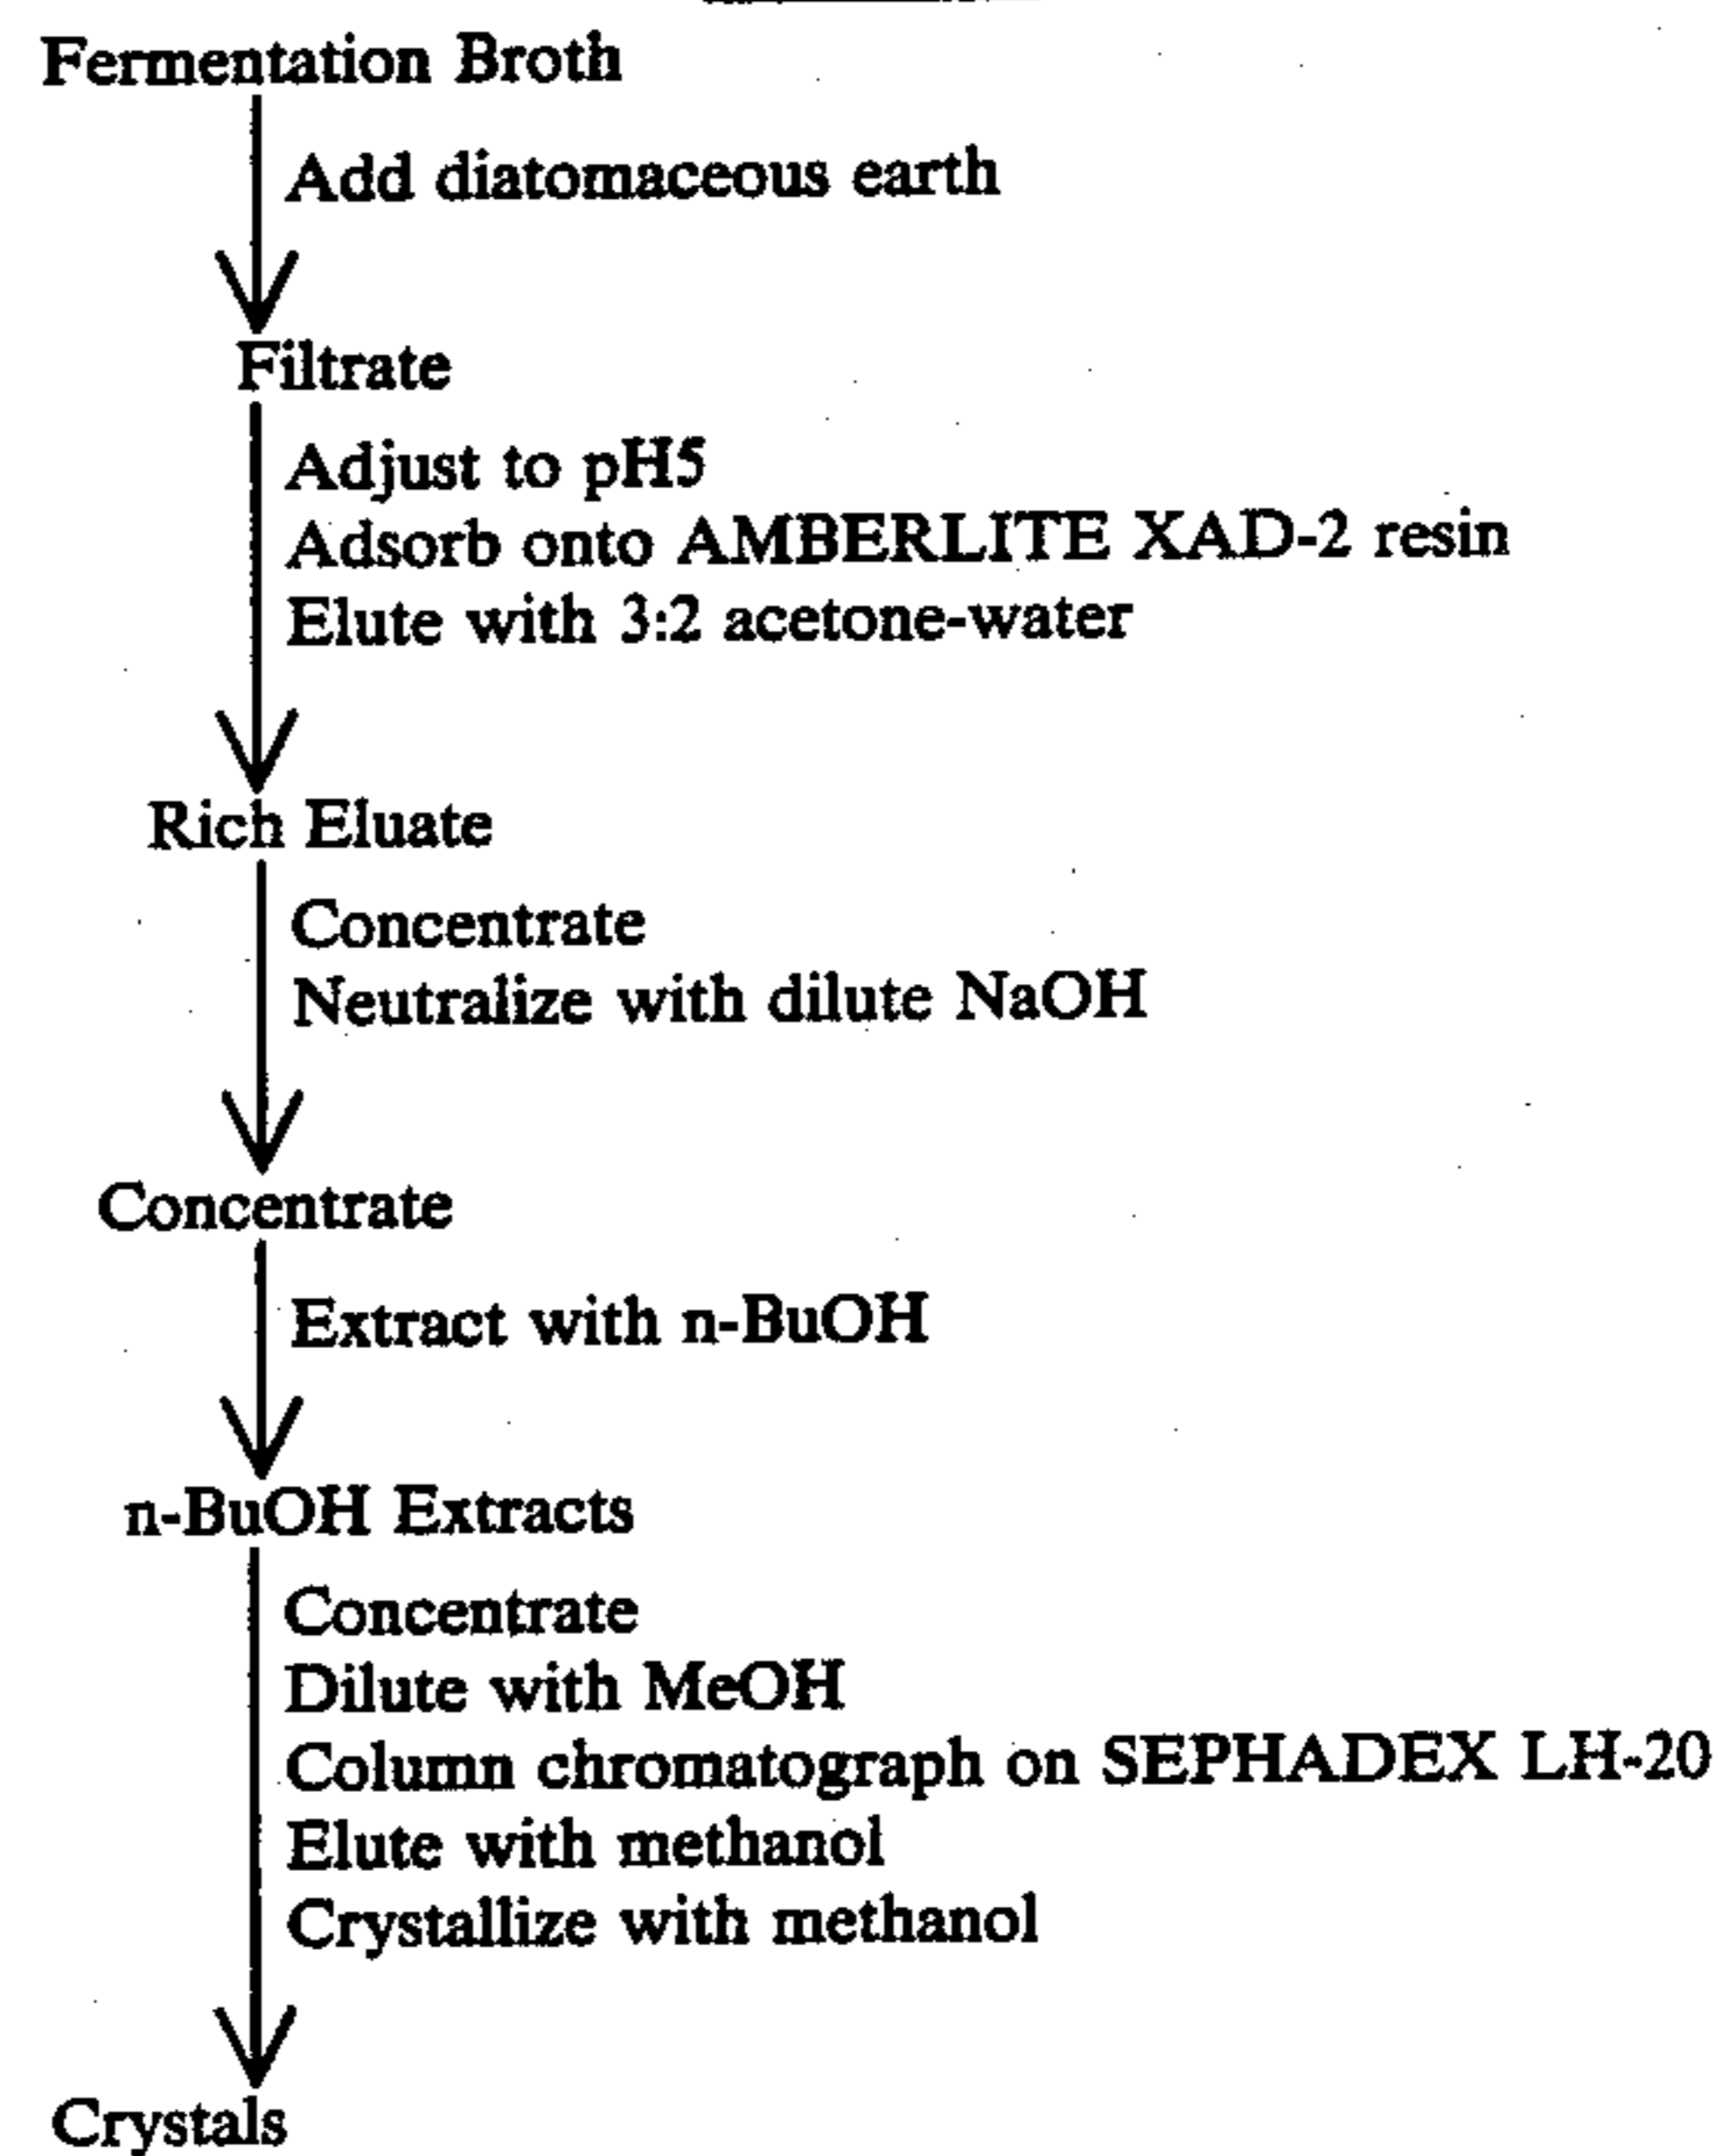 Fermentation Broth
Add diatomaceous earth
Filtrate
Adjust to pH5
Adsorb onto AMBERLITE XAD-2 resin
Elute with 3:2 acetone-water
Rich Eluate
Concentrate
Neutralize with dilute NaOH
Concentrate
Extract with n-BuOH
n-BuOH Extracts
Concentrate
Dilute with MeOH
Column chromatograph on SEPHADEX LH-20
Elute with methanol
Crystallize with methanol
Crystals